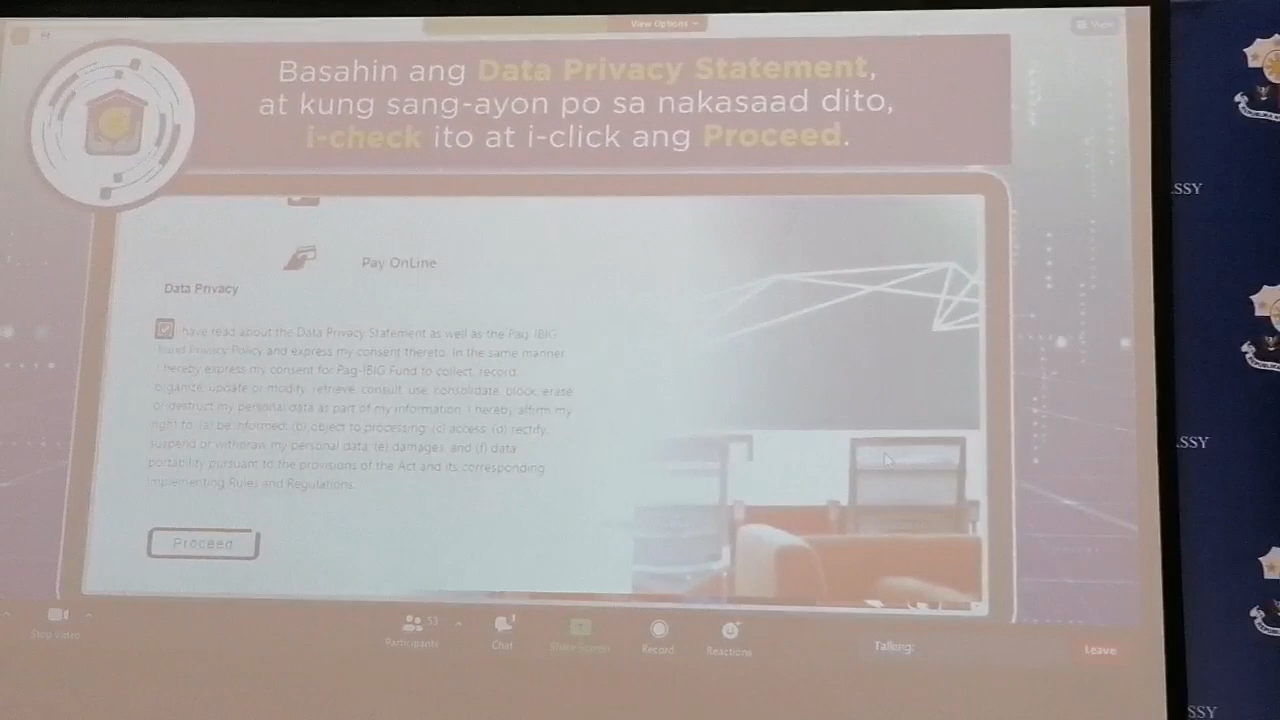 View Options
View
Basahin ang Data Privacy Statement,
at kung sang-ayon po sa nakasaad dito,
i-check ito at i-click ang Proceed.
Pay OnLine
Data Privacy
I have read about the Data Privacy Statement as well as the Pag-IBIG
Fund Privacy Policy and express my consent thereto. In the same manner
I hereby express my consent for Pag-IBIG Fund to collect, record,
organize, update or modify, retrieve, consult, use, consolidate, block, erase
or destruct my personal data as part of my information. I hereby affirm my
right to: (a) be informed; (b) object to processing; (c) access; (d) rectify,
suspend or withdraw my personal data; (e) damages; and (f) data
portability pursuant to the provisions of the Act and its corresponding
Implementing Rules and Regulations.
Proceed
Stop Video
53
Participants
Chat
Share Screen
Record
Reactions
Talking:
Leave
SSY
SSY
SSY